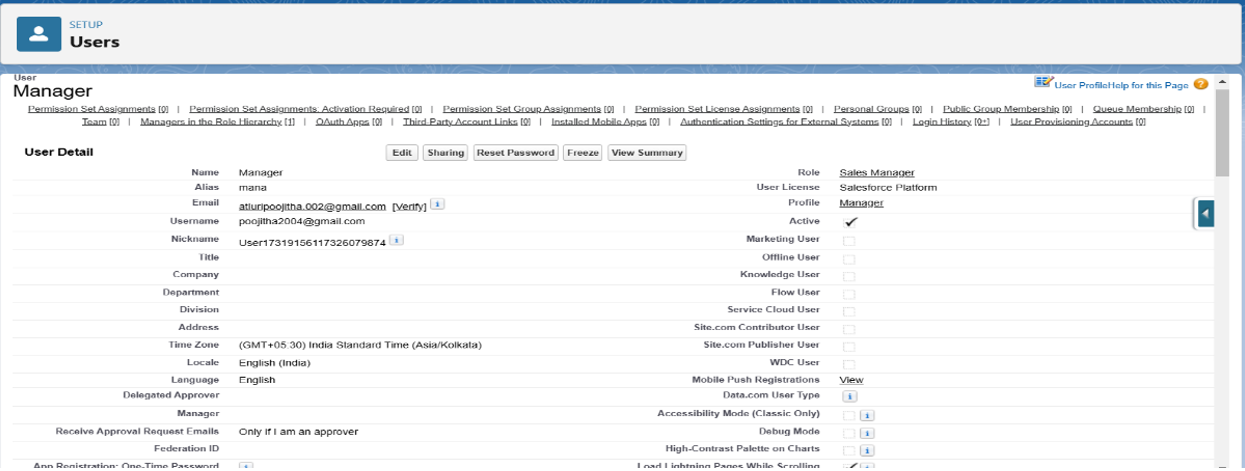 SETUP
Users
User
Manager
User Profile Help for this Page
Permission Set Assignments [0] | Permission Set Assignments: Activation Required [0] | Permission Set Group Assignments [0] | Permission Set License Assignments [0] | Personal Groups [0] | Public Group Membership [0] | Queue Membership [0] |
Team [0] | Managers in the Role Hierarchy [1] | OAuth Apps [0] | Third-Party Account Links [0] | Installed Mobile Apps [0] | Authentication Settings for External Systems [0] | Login History [0+] | User Provisioning Accounts [0]
User Detail Edit Sharing Reset Password Freeze View Summary
Name Manager Role Sales Manager
Alias mana User License Salesforce Platform
Email atluripoojitha.002@gmail.com [Verify] Profile Manager
Username poojitha2004@gmail.com Active
Nickname User17319156117326079874 Marketing User
Title Offline User
Company Knowledge User
Department Flow User
Division Service Cloud User
Address Site.com Contributor User
Time Zone (GMT+05:30) India Standard Time (Asia/Kolkata) Site.com Publisher User
Locale English (India) WDC User
Language English Mobile Push Registrations View
Delegated Approver Data.com User Type
Manager Accessibility Mode (Classic Only)
Receive Approval Request Emails Only if I am an approver Debug Mode
Federation ID High-Contrast Palette on Charts
App Registration: One-Time Password Load Lightning Pages While Scrolling